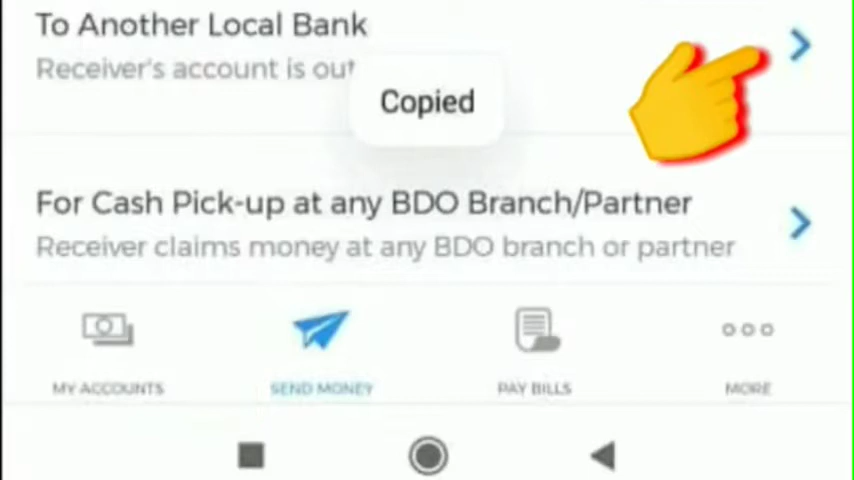 To Another Local Bank
Receiver's account is out
Copied
For Cash Pick-up at any BDO Branch/Partner
Receiver claims money at any BDO branch or partner
MY ACCOUNTS
SEND MONEY
PAY BILLS
MORE